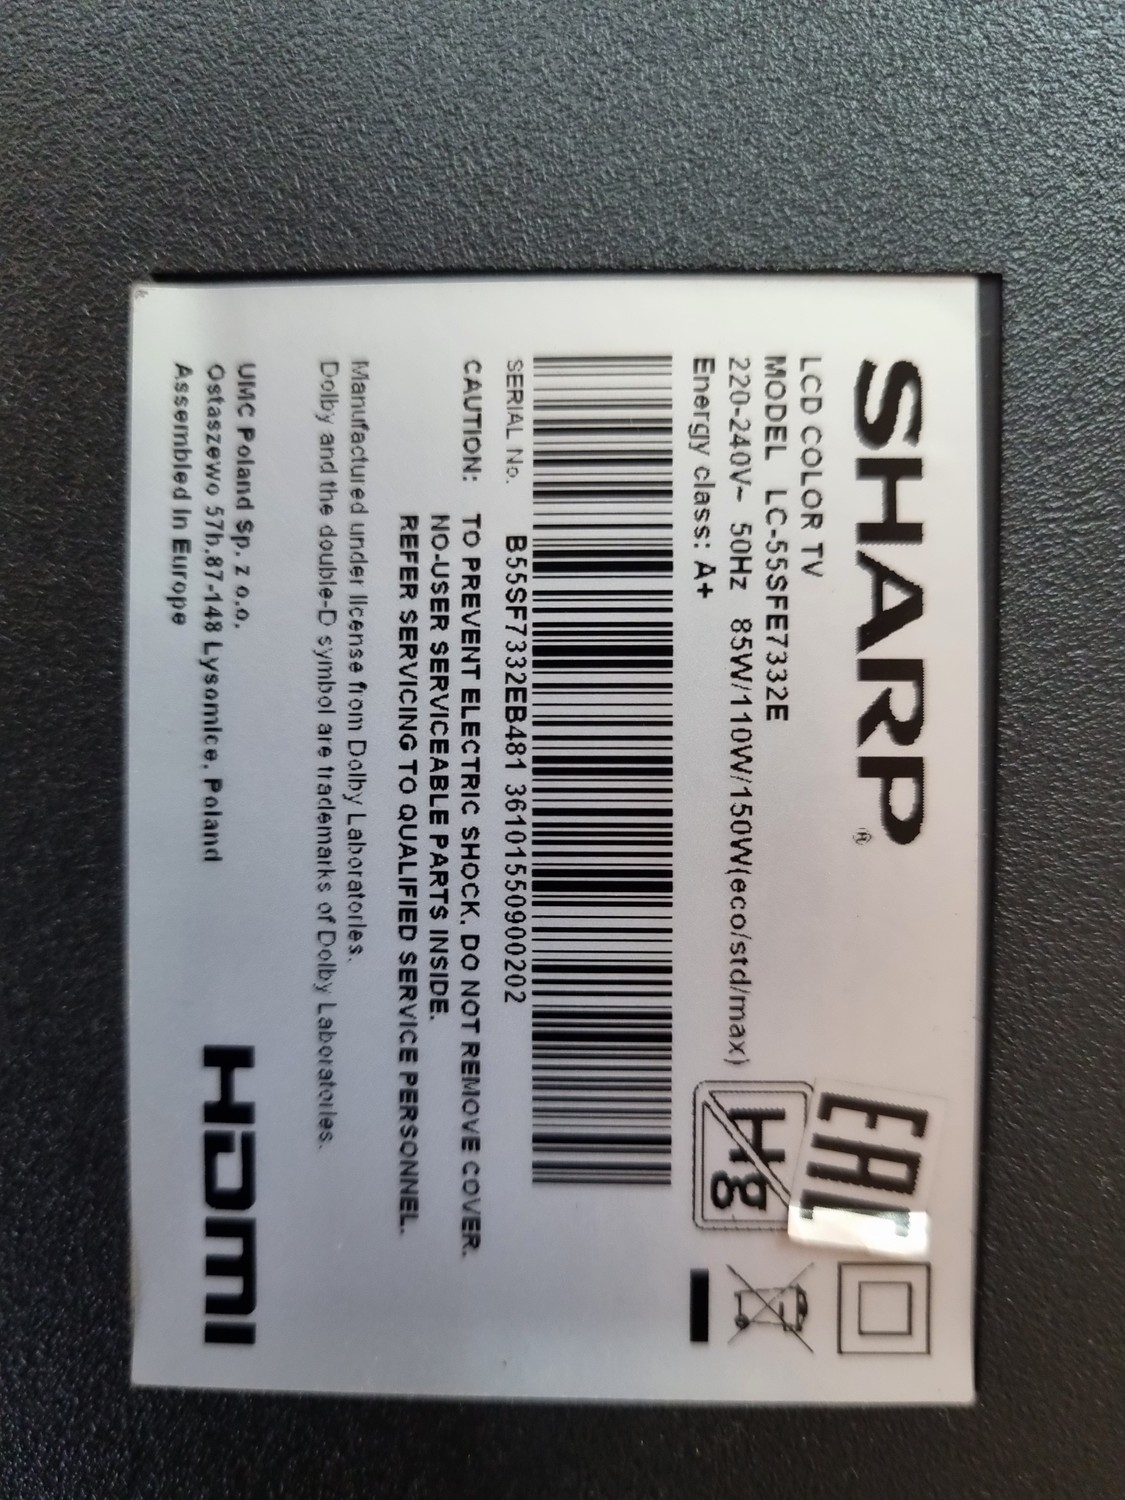 SHARP®
LCD COLOR TV
MODEL LC-55SFE7332E
220-240V~ 50Hz 85W/110W/150W(eco/std/max)
Energy class: A+
EAC
Hg
SERIAL No. B55SF7332EB481 36101550900202
CAUTION: TO PREVENT ELECTRIC SHOCK, DO NOT REMOVE COVER.
NO-USER SERVICEABLE PARTS INSIDE.
REFER SERVICING TO QUALIFIED SERVICE PERSONNEL.
Manufactured under license from Dolby Laboratories.
Dolby and the double-D symbol are trademarks of Dolby Laboratories.
UMC Poland Sp. z o.o.
Ostaszewo 57b,87-148 Lysomice, Poland
Assembled in Europe
HDMI